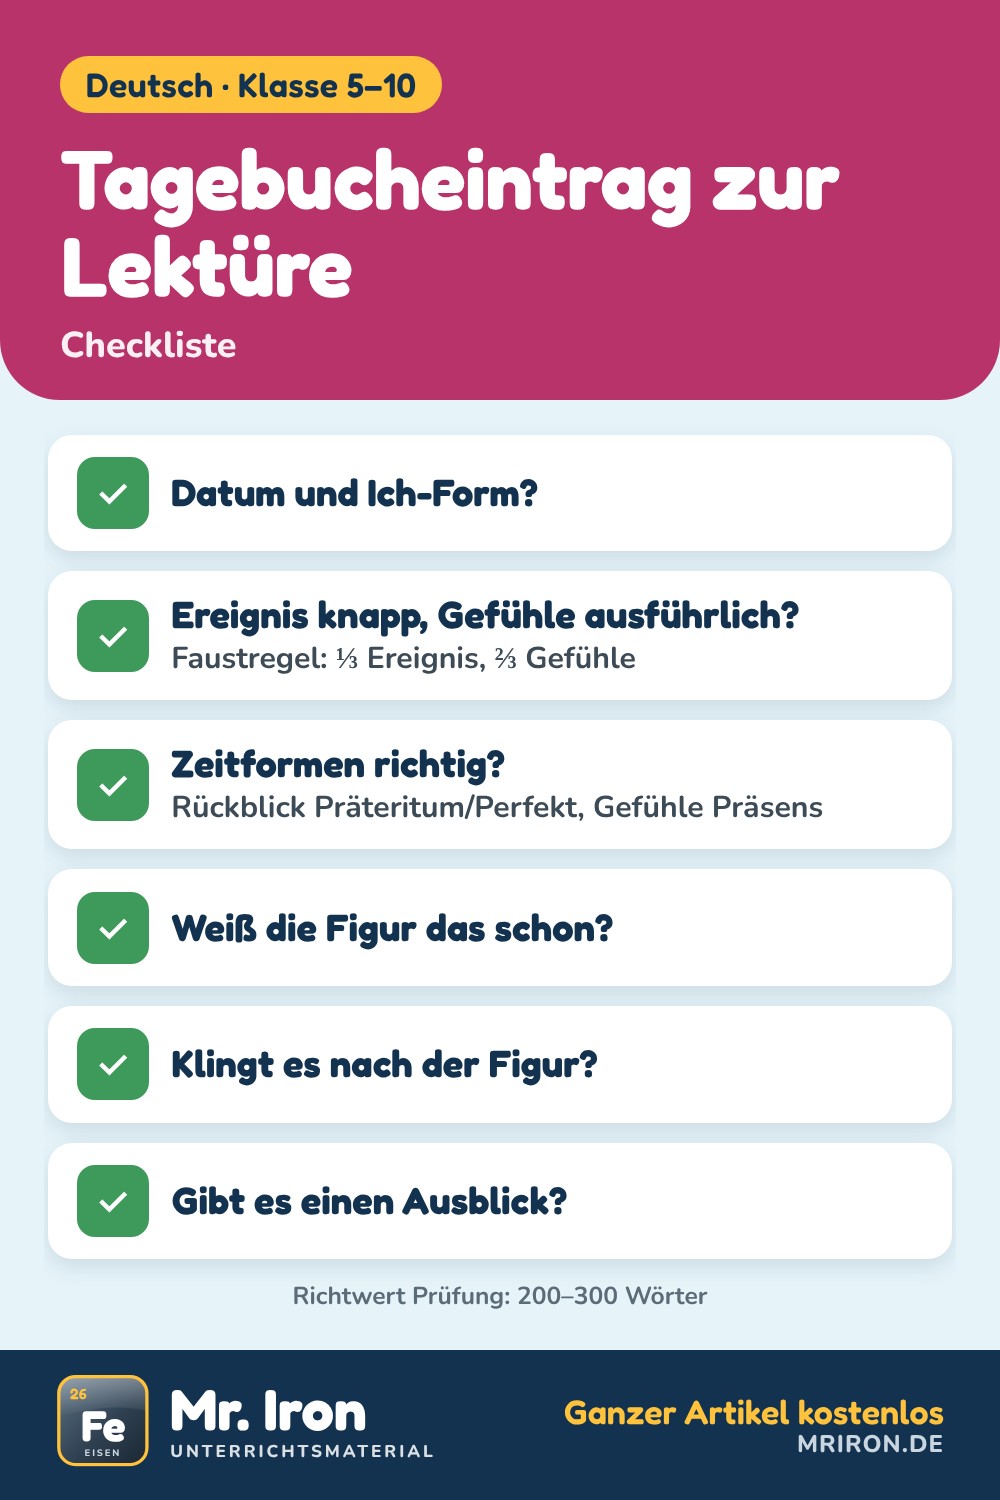 Deutsch · Klasse 5–10
Tagebucheintrag zur
Lektüre
Checkliste
Datum und Ich-Form?
Ereignis knapp, Gefühle ausführlich?
Faustregel: ⅓ Ereignis, ⅔ Gefühle
Zeitformen richtig?
Rückblick Präteritum/Perfekt, Gefühle Präsens
Weiß die Figur das schon?
Klingt es nach der Figur?
Gibt es einen Ausblick?
Richtwert Prüfung: 200–300 Wörter
26
Fe
EISEN
Mr. Iron
UNTERRICHTSMATERIAL
Ganzer Artikel kostenlos
MRIRON.DE